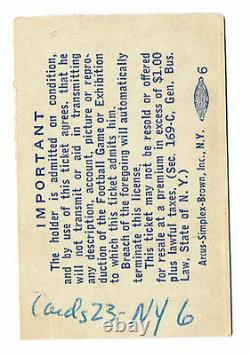 IMPORTANT
The holder is admitted on condition,
and by use of this ticket agrees, that he
will not transmit or aid in transmitting
any description, account, picture or repro-
duction of the Football Game or Exhibition
to which this ticket admits him.
Breach of the foregoing will automatically
terminate this license.
This ticket may not be resold or offered
for resale at a premium in excess of $1.00
plus lawful taxes, (Sec. 169-C, Gen. Bus.
Law, State of N. Y.)
Arcus-Simplex-Brown, Inc., N.Y.
6
Cards 23-NY 6